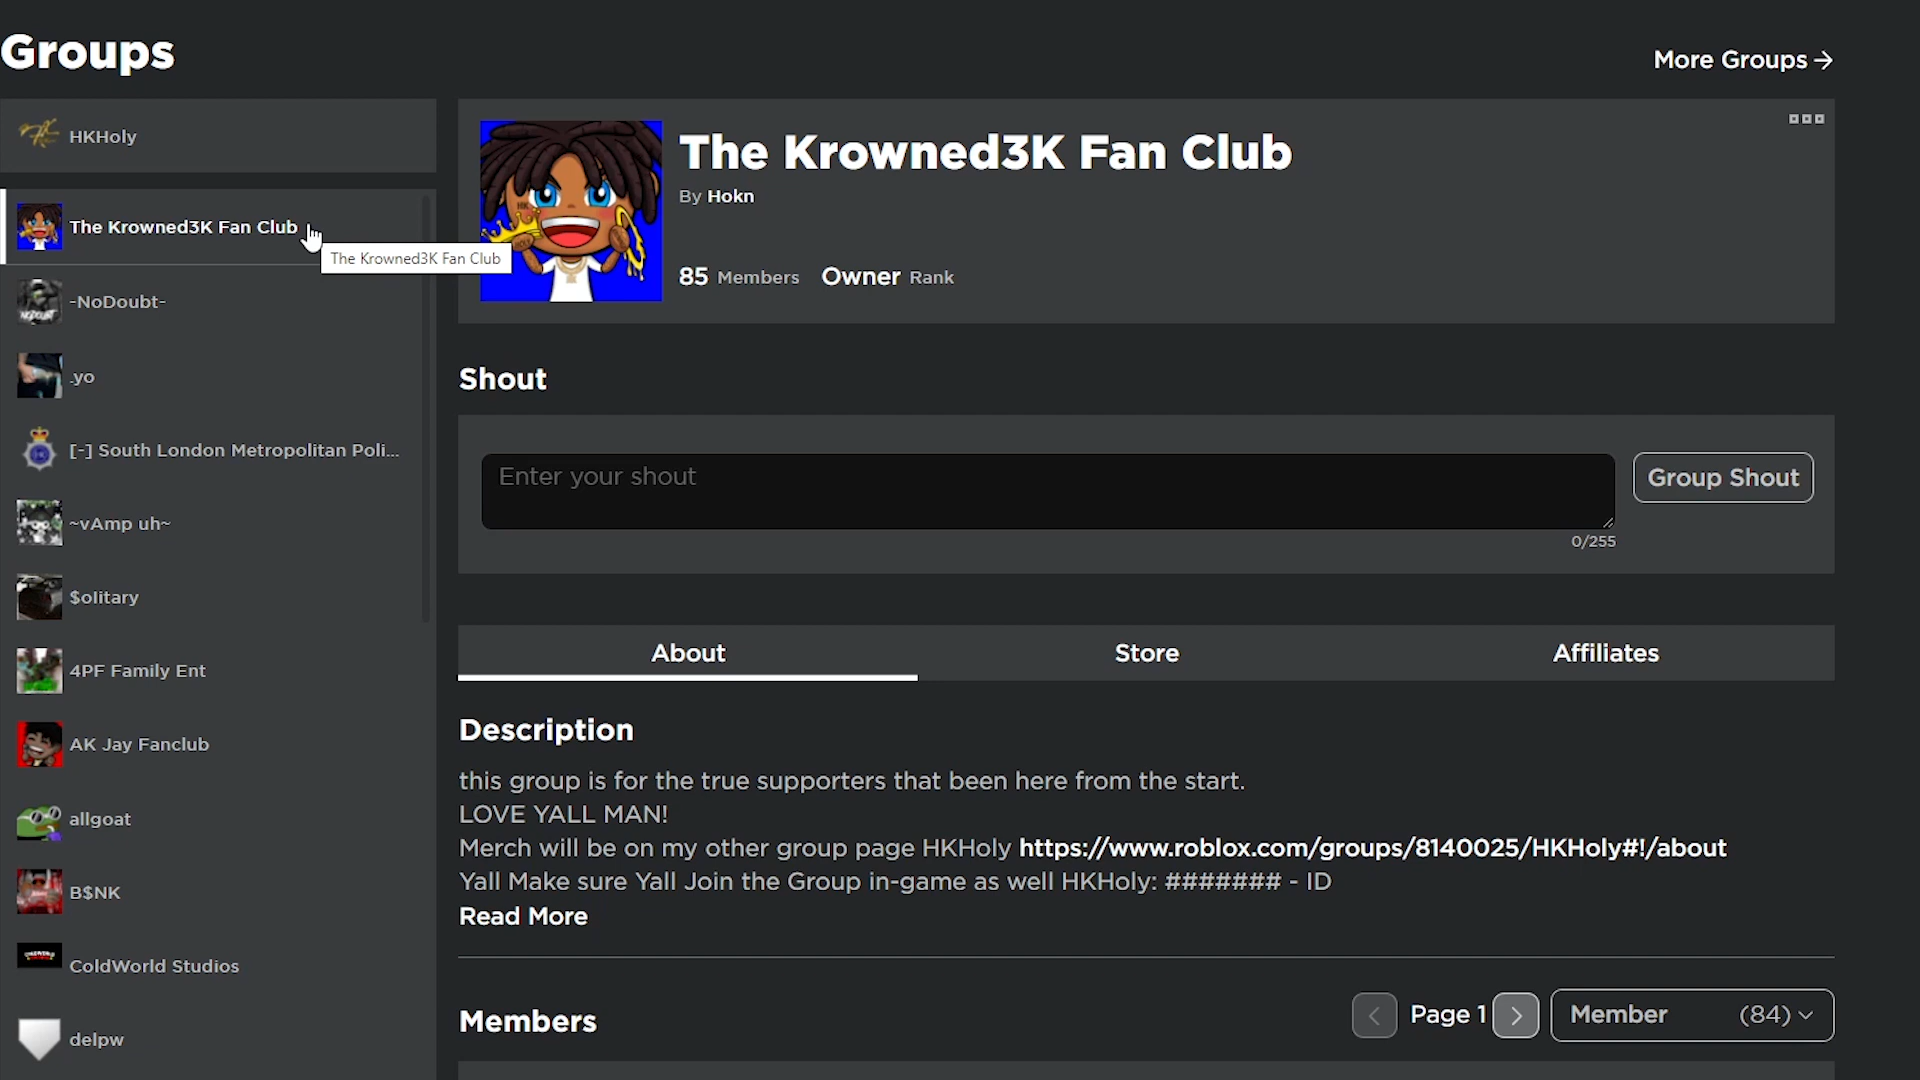 Groups
More Groups →
HKHoly
The Krowned3K Fan Club
The Krowned3K Fan Club
-NoDoubt-
.yo
[-] South London Metropolitan Poli...
~vAmp uh~
$olitary
4PF Family Ent
AK Jay Fanclub
allgoat
B$NK
ColdWorld Studios
delpw
The Krowned3K Fan Club
By Hokn
85 Members Owner Rank
Shout
Enter your shout
Group Shout
0/255
About Store Affiliates
Description
this group is for the true supporters that been here from the start.
LOVE YALL MAN!
Merch will be on my other group page HKHoly https://www.roblox.com/groups/8140025/HKHoly#!/about
Yall Make sure Yall Join the Group in-game as well HKHoly: ####### - ID
Read More
Members
Page 1
Member (84)